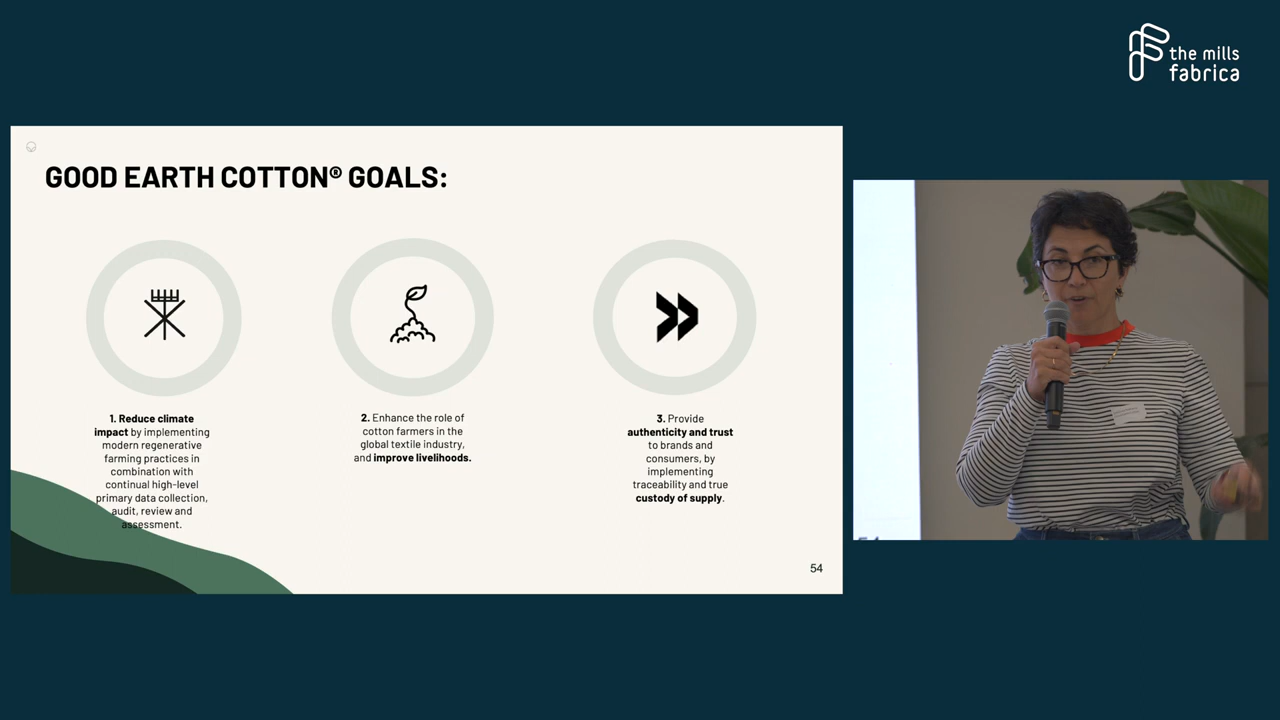 the mills
fabrica
GOOD EARTH COTTON® GOALS:
1. Reduce climate
impact by implementing
modern regenerative
farming practices in
combination with
continual high-level
primary data collection,
audit, review and
assessment.
2. Enhance the role of
cotton farmers in the
global textile industry,
and improve livelihoods.
3. Provide
authenticity and trust
to brands and
consumers, by
implementing
traceability and true
custody of supply.
54